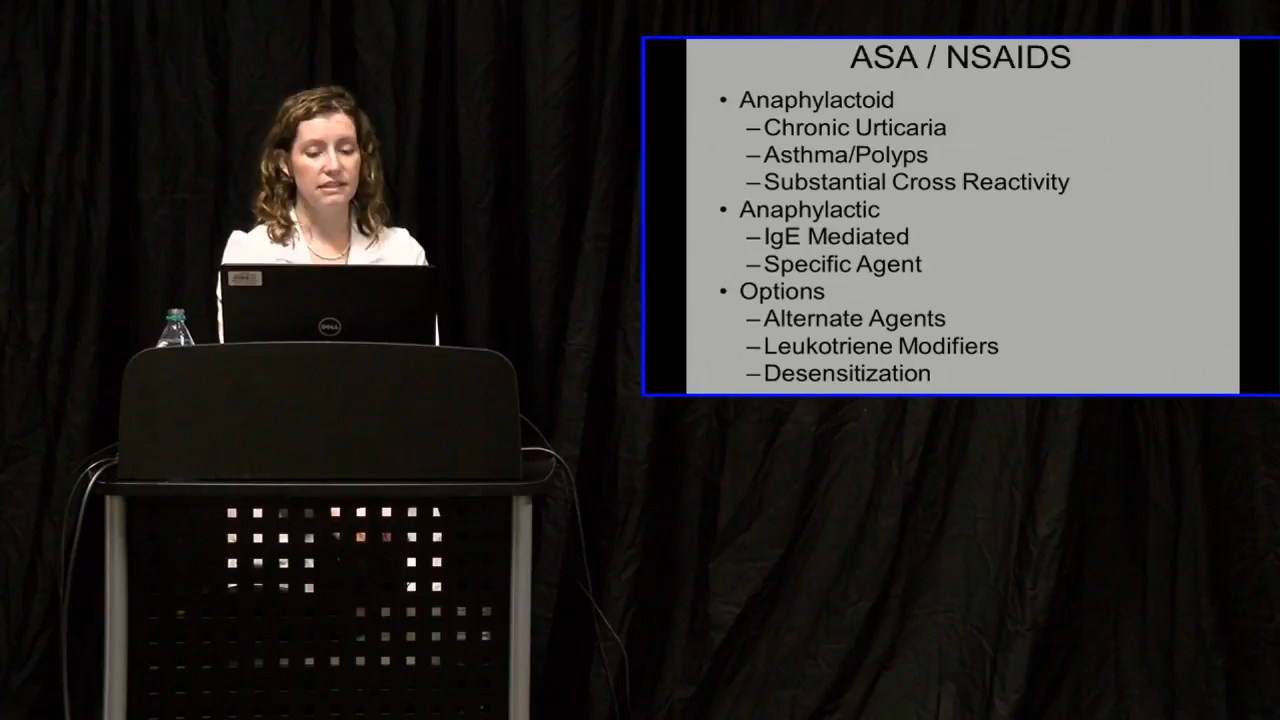 ASA / NSAIDS
• Anaphylactoid
–Chronic Urticaria
–Asthma/Polyps
–Substantial Cross Reactivity
• Anaphylactic
–IgE Mediated
–Specific Agent
• Options
–Alternate Agents
–Leukotriene Modifiers
–Desensitization
DELL